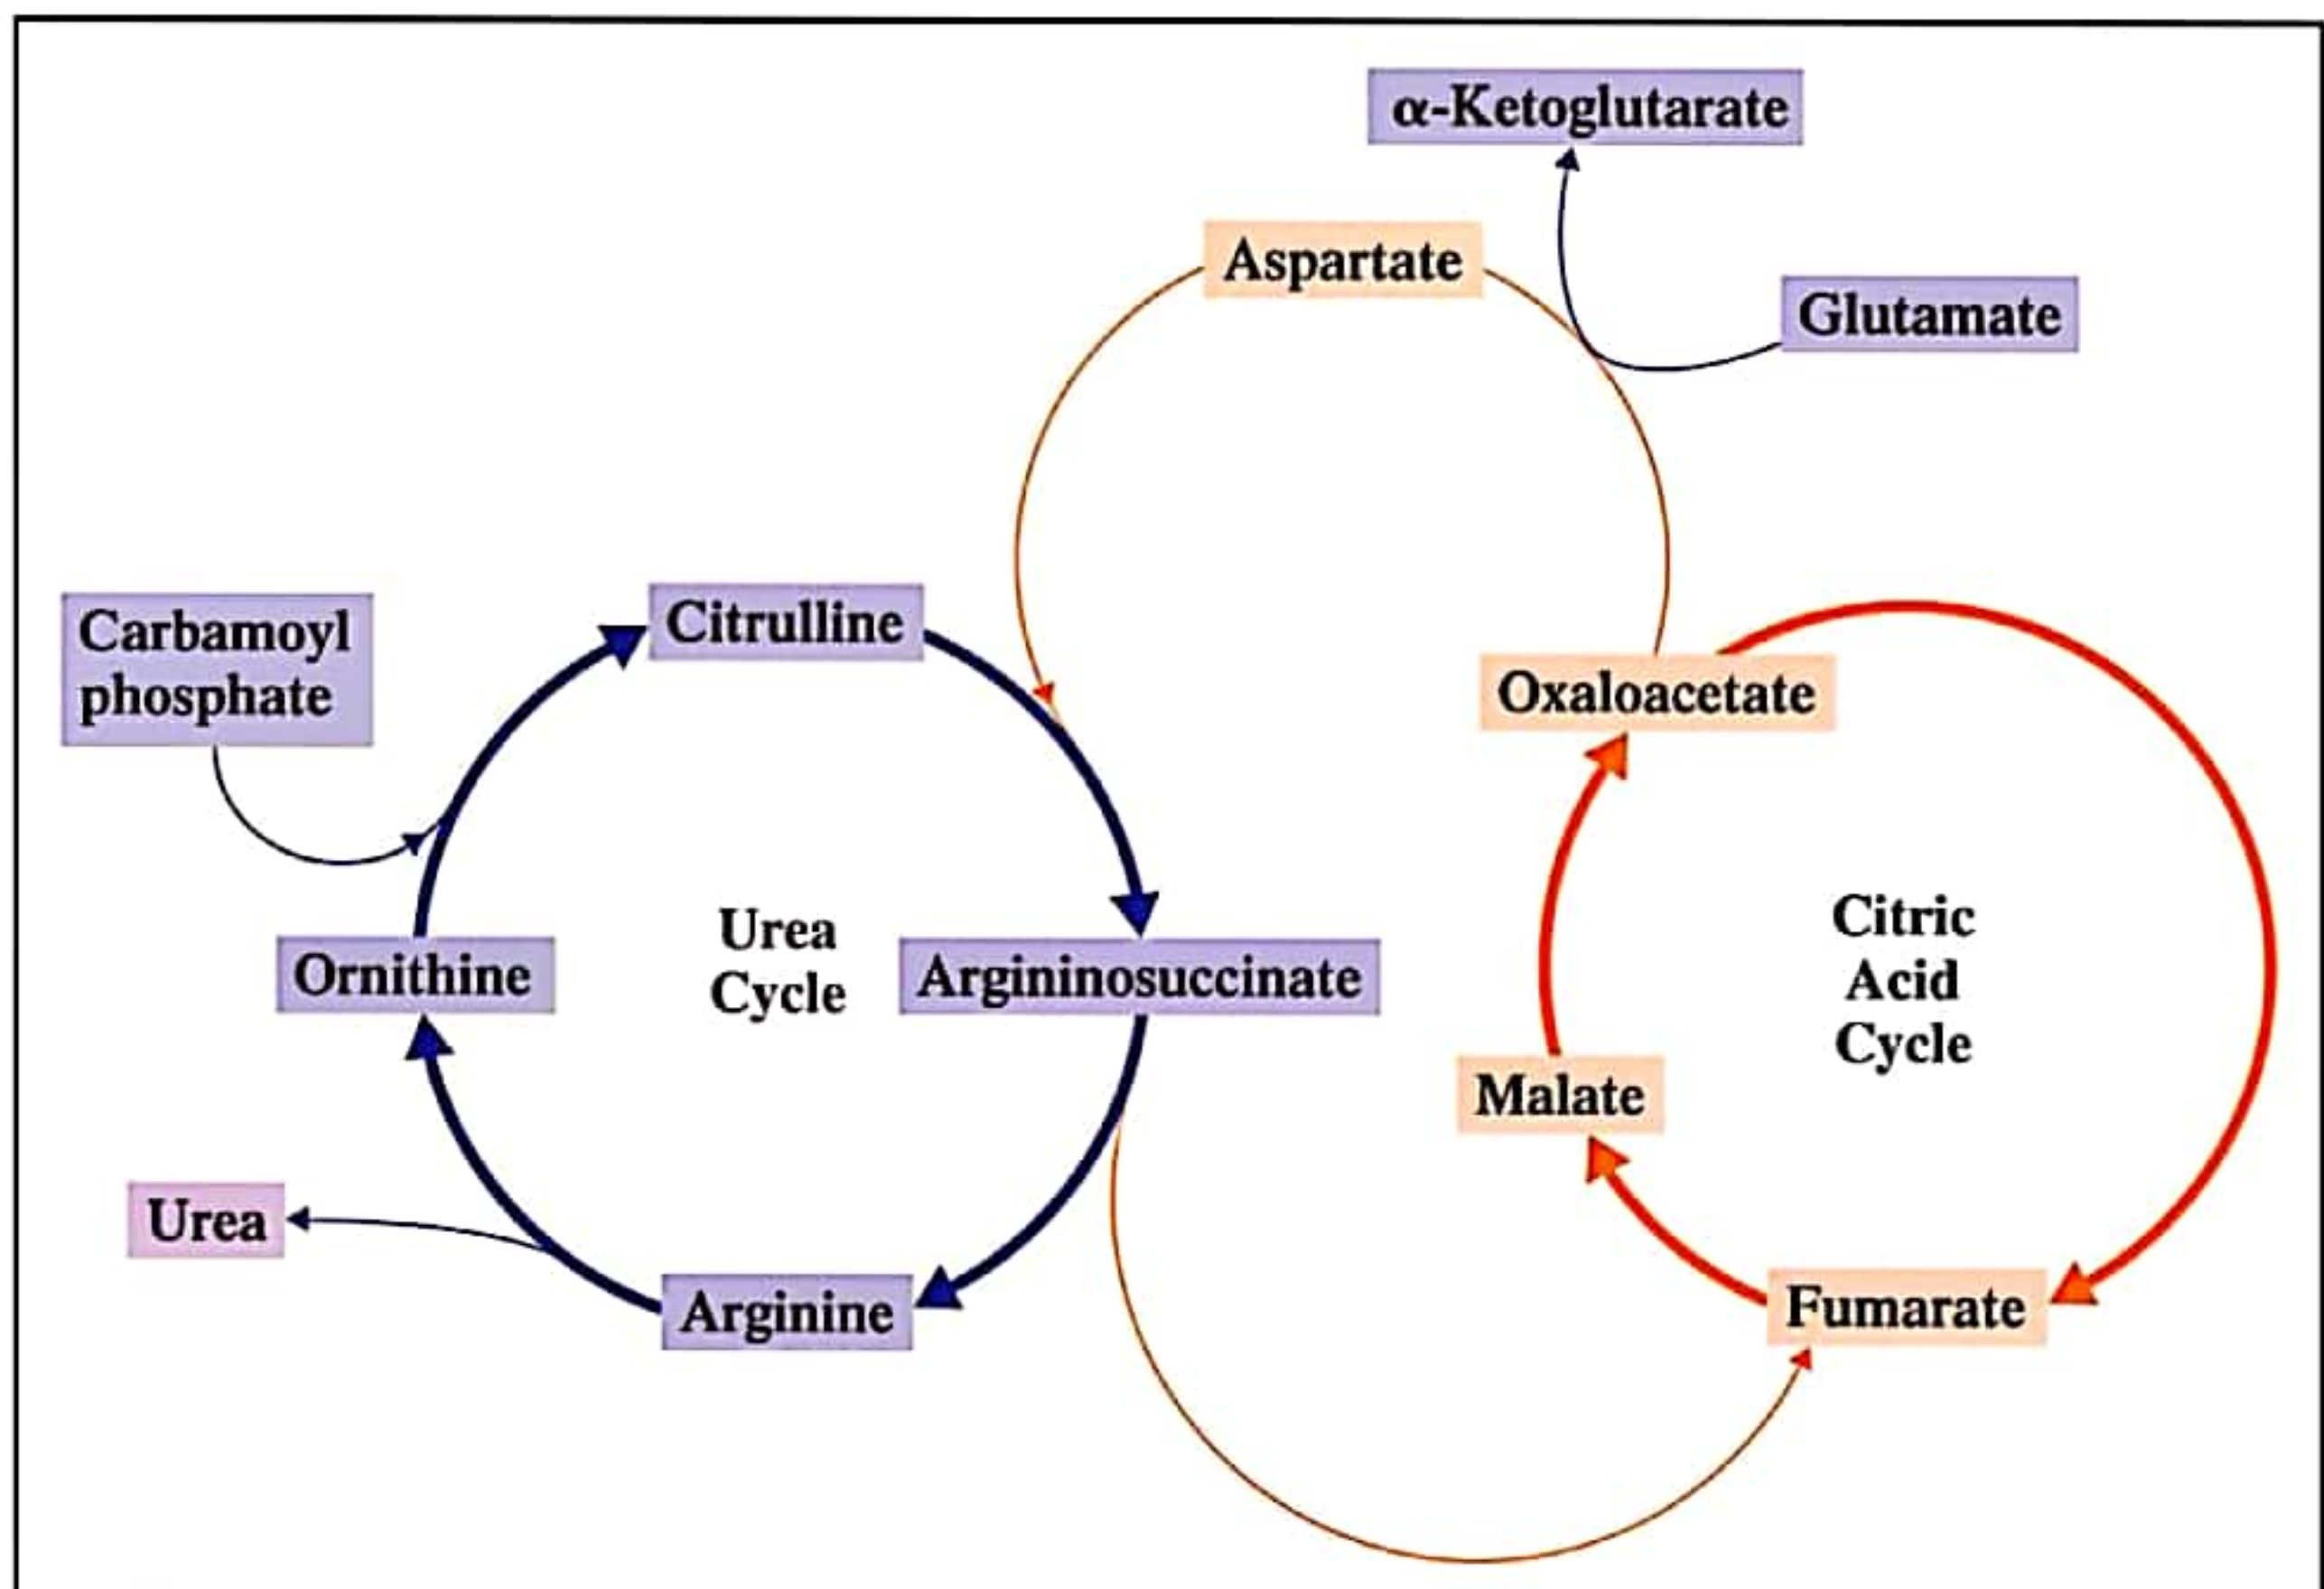 α-Ketoglutarate
Aspartate
Glutamate
Carbamoyl
phosphate
Citrulline
Oxaloacetate
Ornithine
Urea
Cycle
Argininosuccinate
Citric
Acid
Cycle
Malate
Urea
Arginine
Fumarate